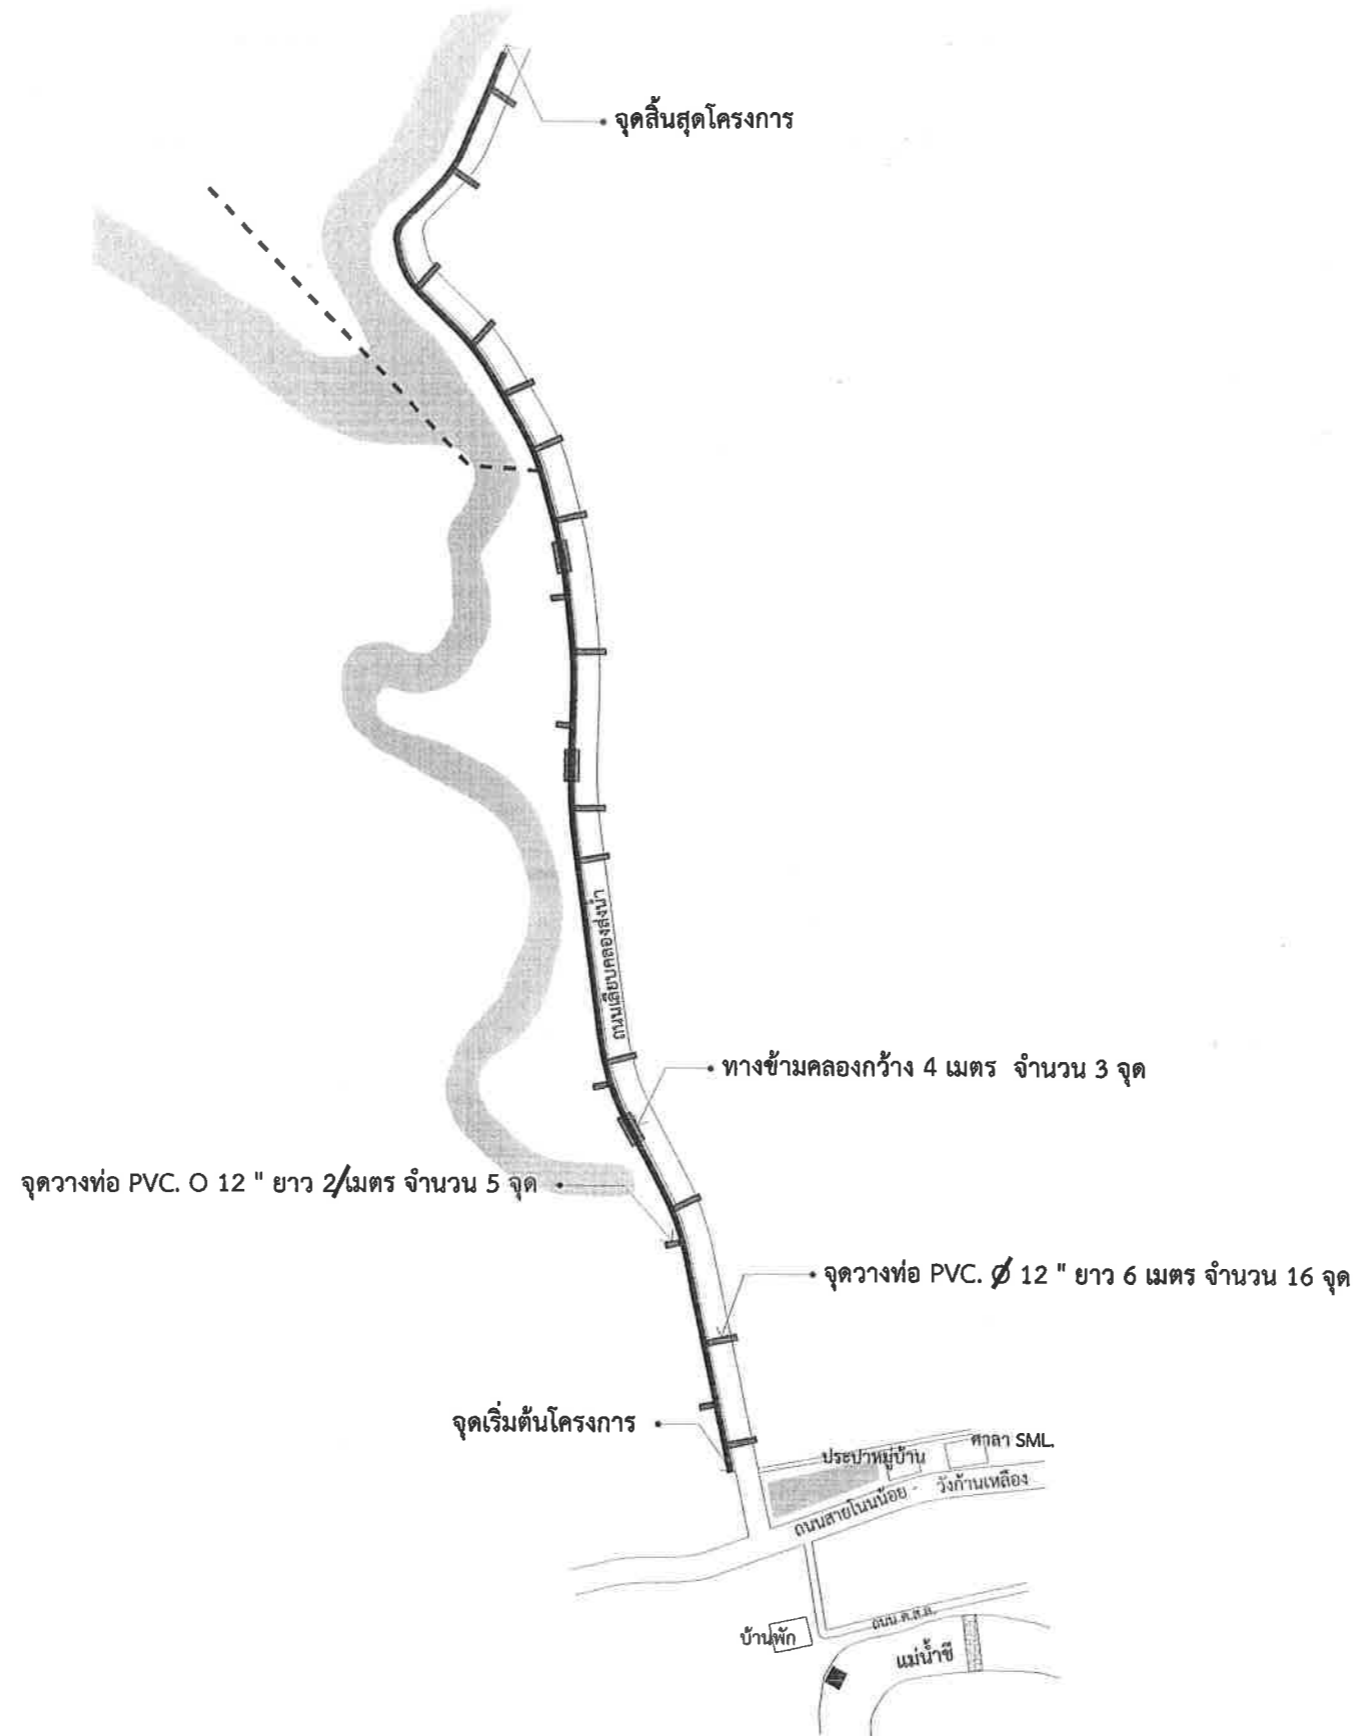 จุดสิ้นสุดโครงการ
ถนนเลียบคลองส่งน้ำ
ทางข้ามคลองกว้าง 4 เมตร จำนวน 3 จุด
จุดวางท่อ PVC. O 12 " ยาว 2/เมตร จำนวน 5 จุด
จุดวางท่อ PVC. Ø 12 " ยาว 6 เมตร จำนวน 16 จุด
จุดเริ่มต้นโครงการ
ศาลา SML.
ประปาหมู่บ้าน
ถนนสายโนนน้อย - วังก้านเหลือง
ถนน ค.ส.ล.
บ้านพัก
แม่น้ำชี